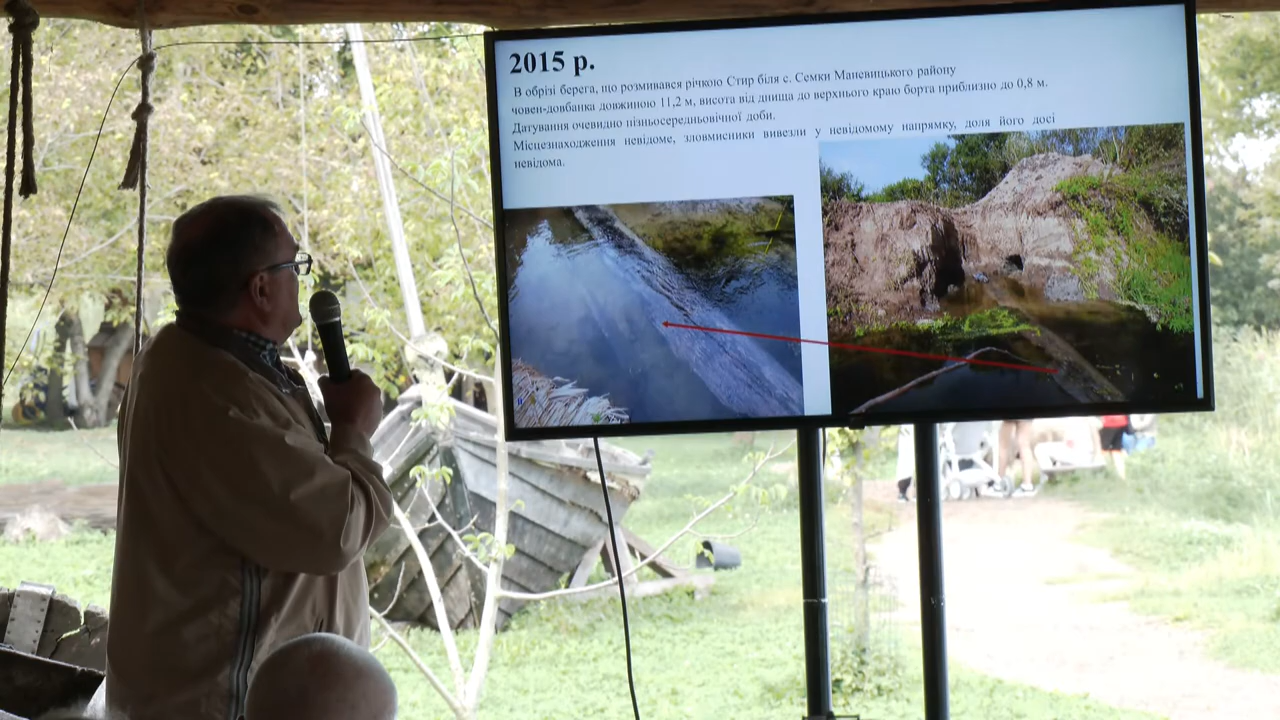 2015 р.
В обрізі берега, що розмивався річкою Стир біля с. Семки Маневицького району
човен-довбанка довжиною 11,2 м, висота від днища до верхнього краю борта приблизно до 0,8 м.
Датування очевидно пізньосередньовічної доби.
Місцезнаходження невідоме, зловмисники вивезли у невідомому напрямку, доля його досі
невідома.